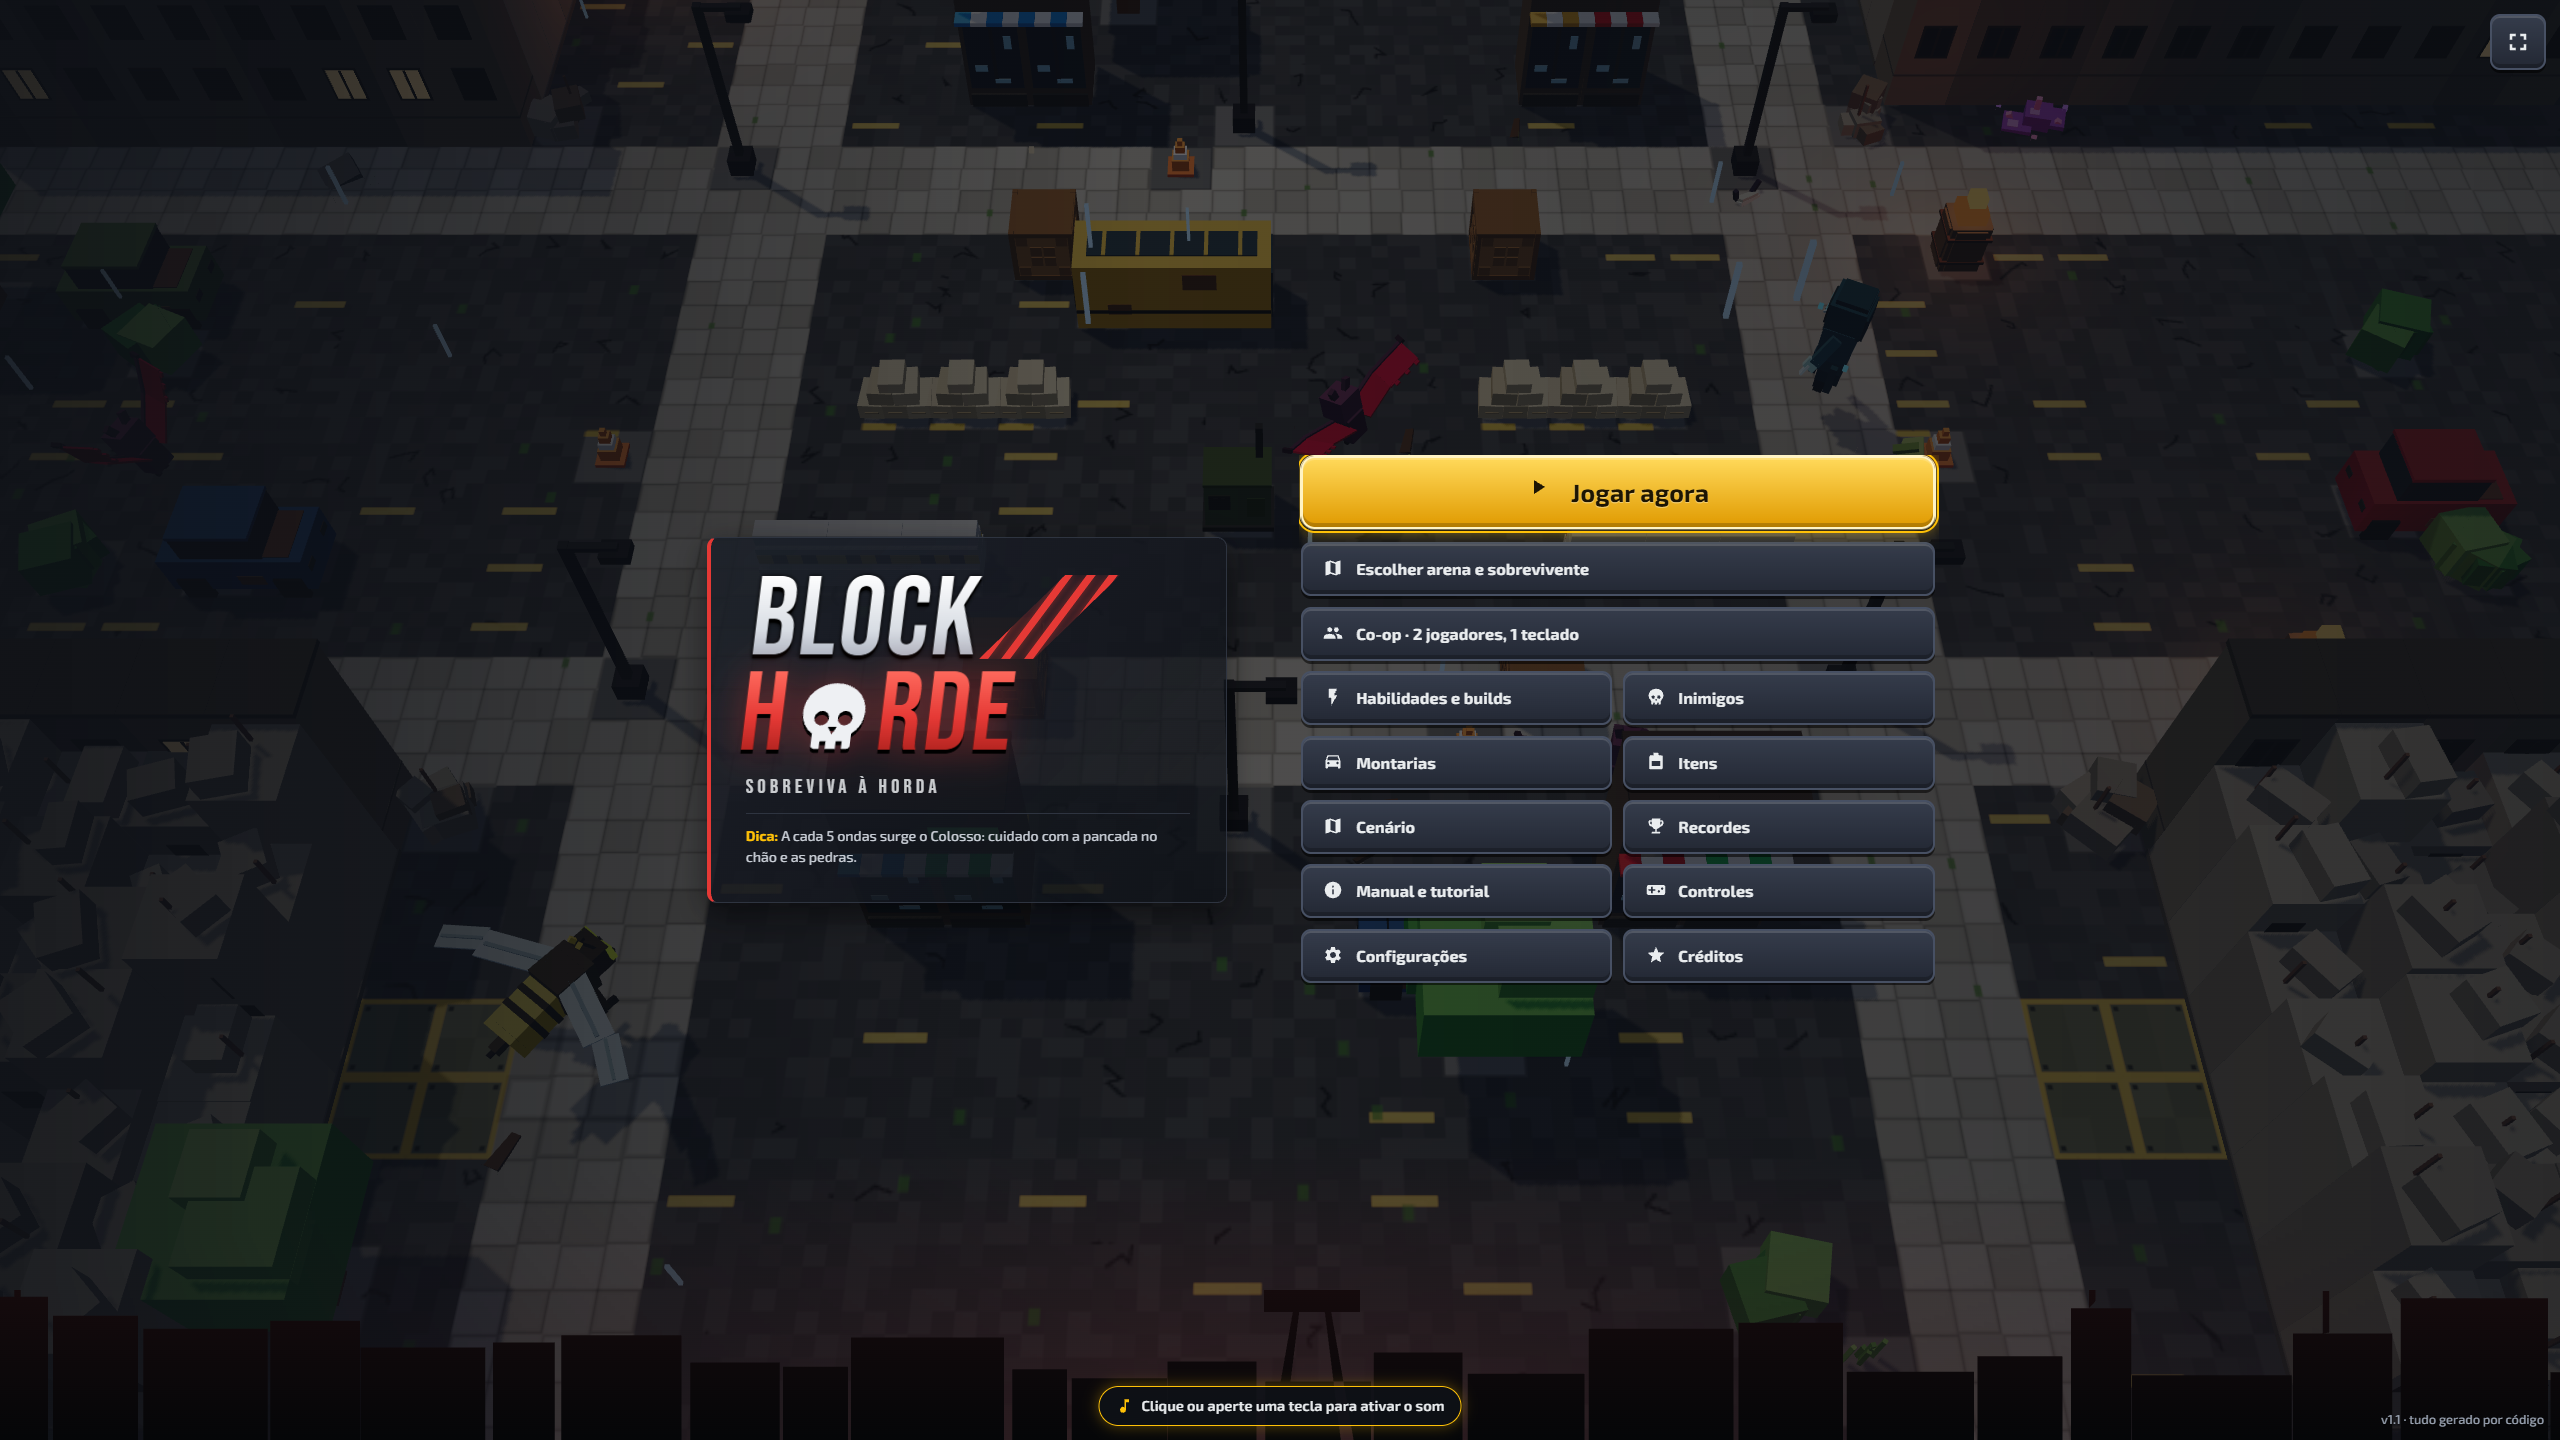 BLOCK
HORDE
SOBREVIVA À HORDA
Dica: A cada 5 ondas surge o Colosso: cuidado com a pancada no
chão e as pedras.
Jogar agora
Escolher arena e sobrevivente
Co-op · 2 jogadores, 1 teclado
Habilidades e builds
Inimigos
Montarias
Itens
Cenário
Recordes
Manual e tutorial
Controles
Configurações
Créditos
Clique ou aperte uma tecla para ativar o som
v1.1 · tudo gerado por código